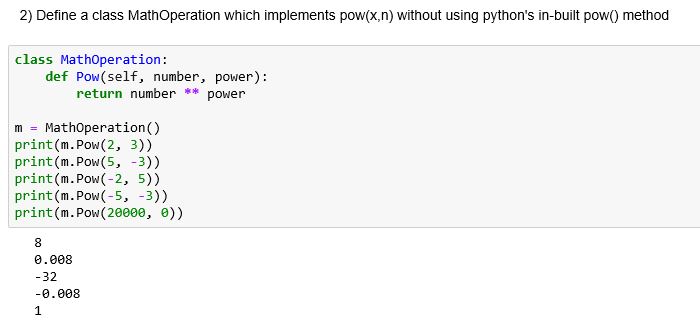 2) Define a class MathOperation which implements pow(x,n) without using python's in-built pow() method
class MathOperation:
    def Pow(self, number, power):
        return number ** power
m = MathOperation()
print(m.Pow(2, 3))
print(m.Pow(5, -3))
print(m.Pow(-2, 5))
print(m.Pow(-5, -3))
print(m.Pow(20000, 0))
8
0.008
-32
-0.008
1